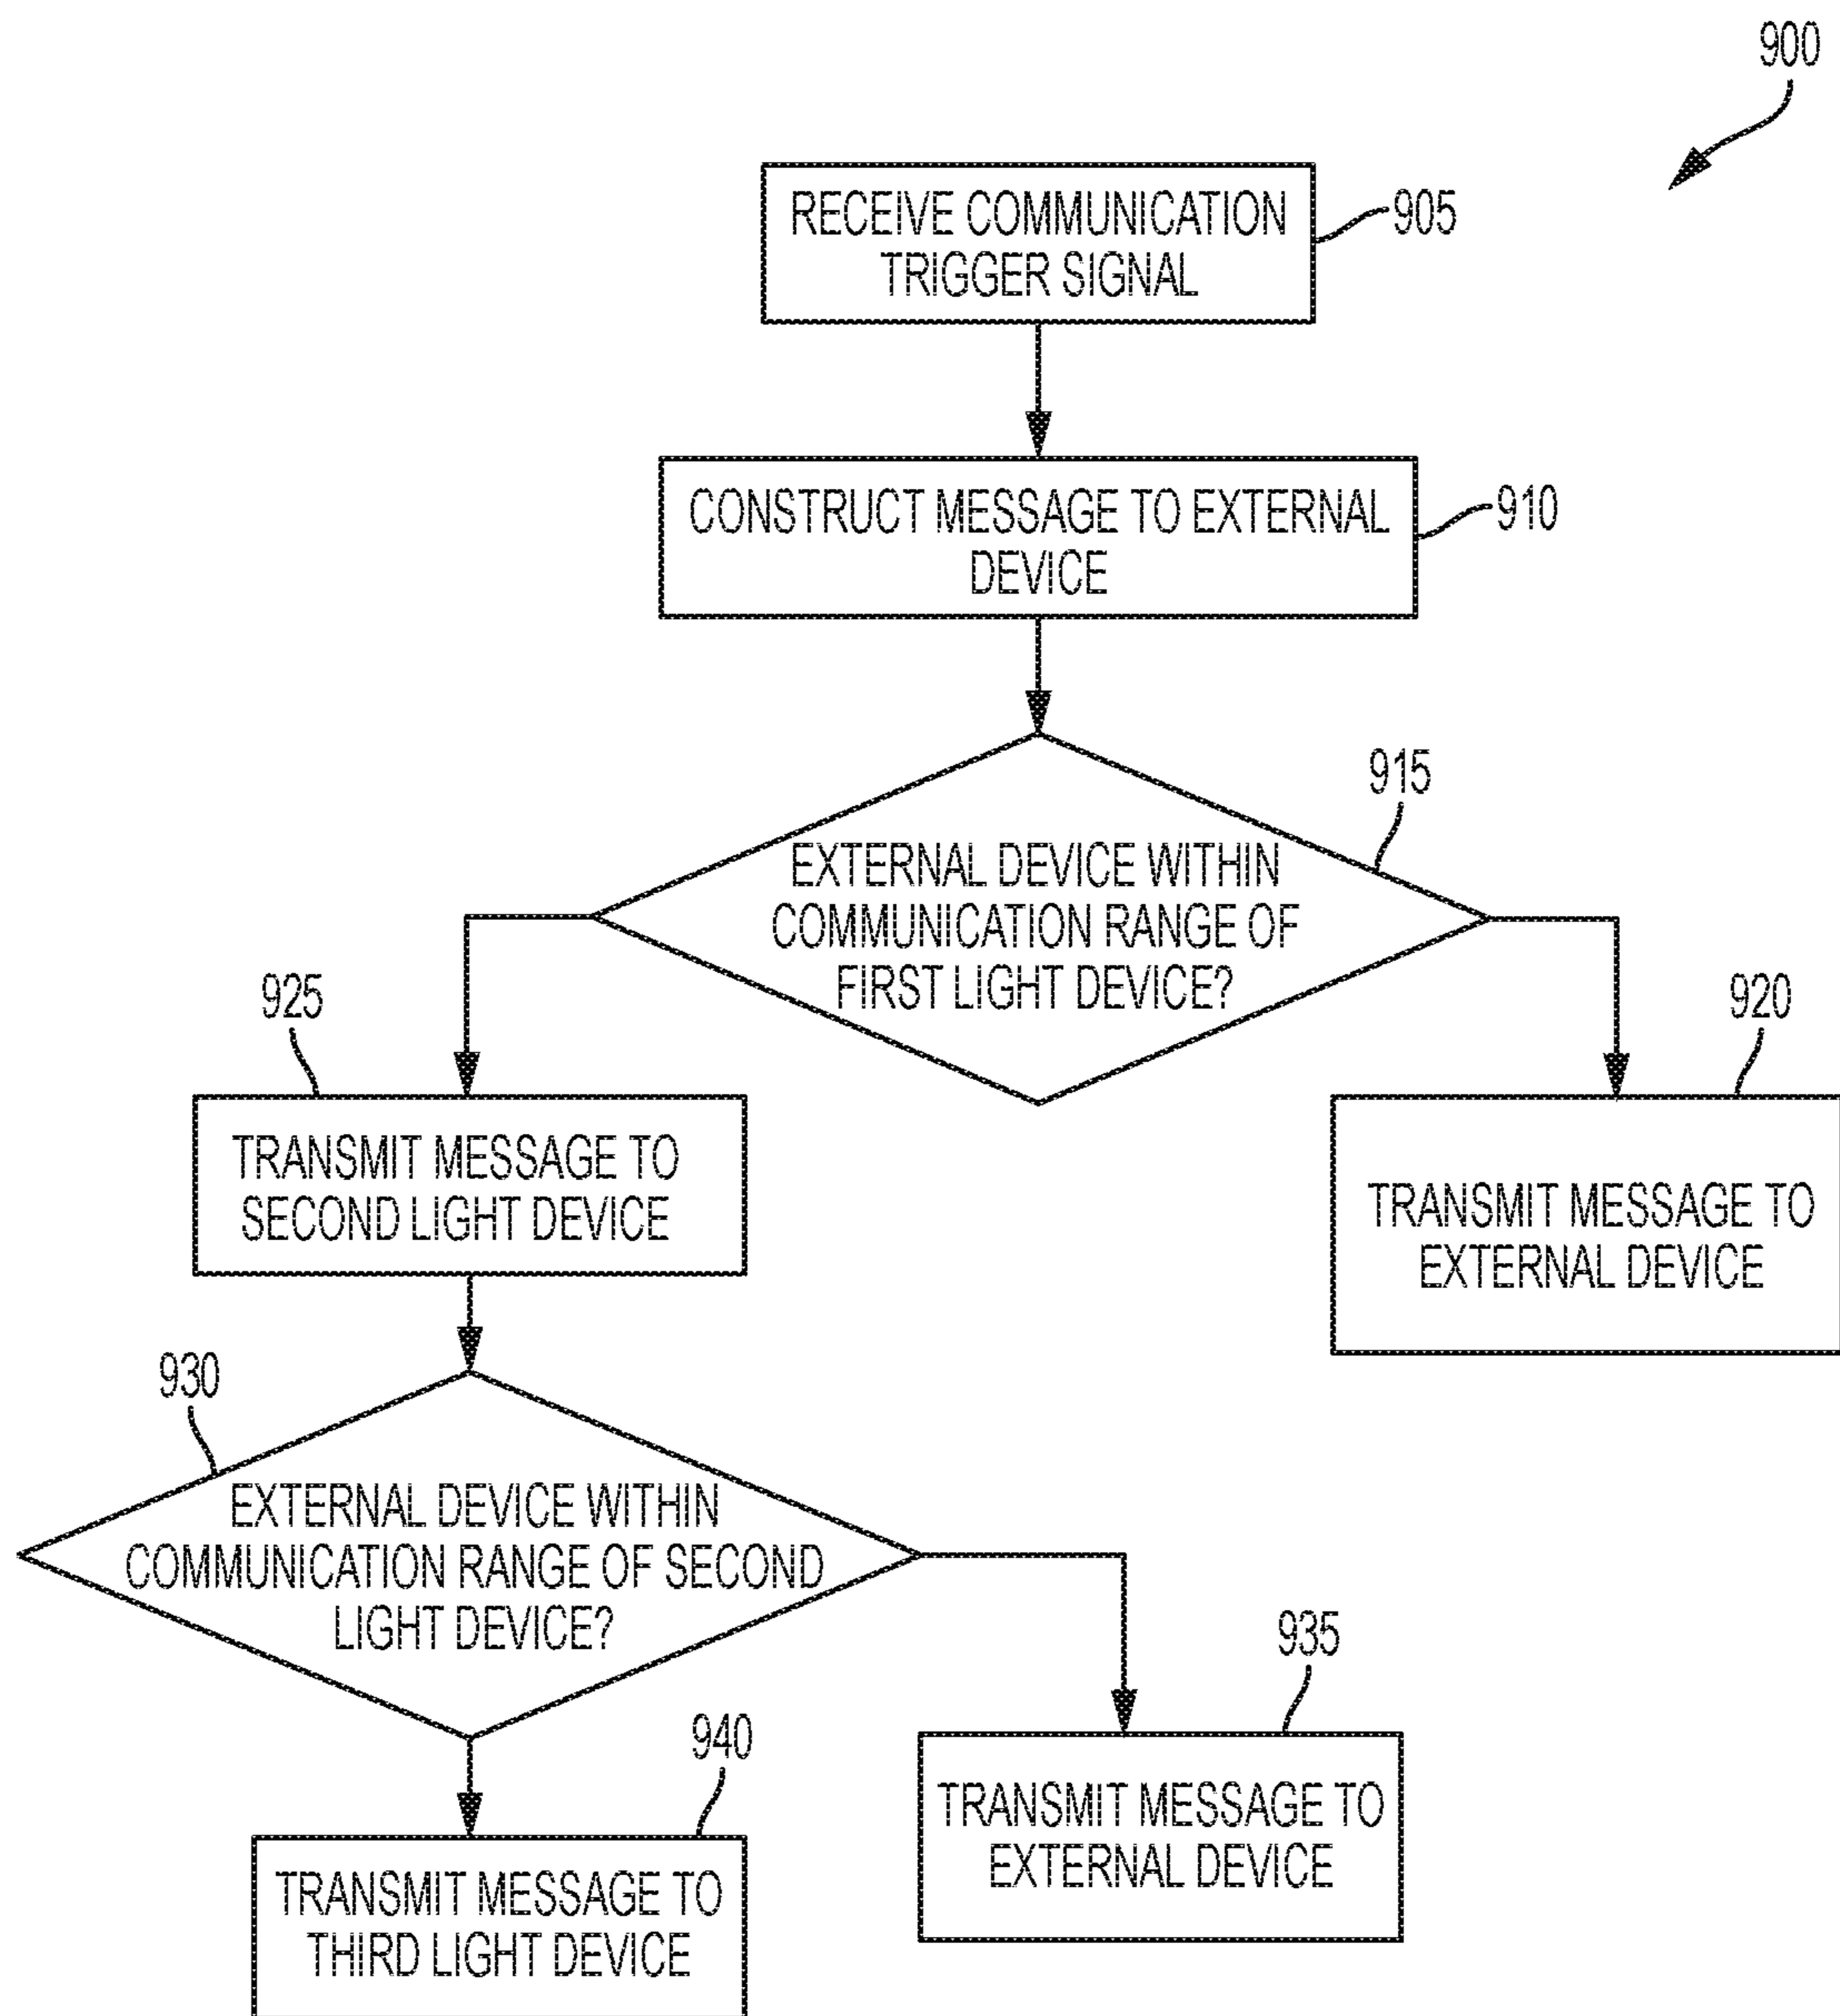 900
RECEIVE COMMUNICATION
TRIGGER SIGNAL
905
CONSTRUCT MESSAGE TO EXTERNAL
DEVICE
910
915
EXTERNAL DEVICE WITHIN
COMMUNICATION RANGE OF
FIRST LIGHT DEVICE?
925
920
TRANSMIT MESSAGE TO
SECOND LIGHT DEVICE
TRANSMIT MESSAGE TO
EXTERNAL DEVICE
930
EXTERNAL DEVICE WITHIN
COMMUNICATION RANGE OF SECOND
LIGHT DEVICE?
935
940
TRANSMIT MESSAGE TO
EXTERNAL DEVICE
TRANSMIT MESSAGE TO
THIRD LIGHT DEVICE